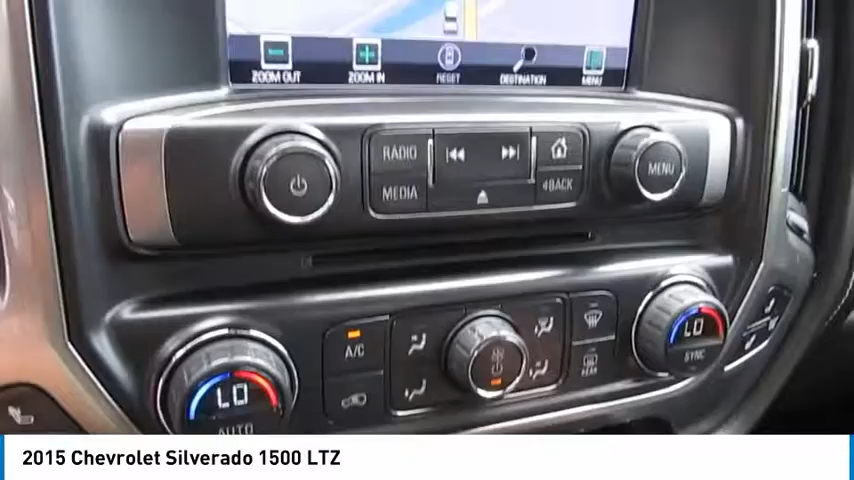 ZOOM OUT ZOOM IN RESET DESTINATION MENU
RADIO
MEDIA
BACK
MENU
A/C
REAR
LO
AUTO
LO
SYNC
2015 Chevrolet Silverado 1500 LTZ